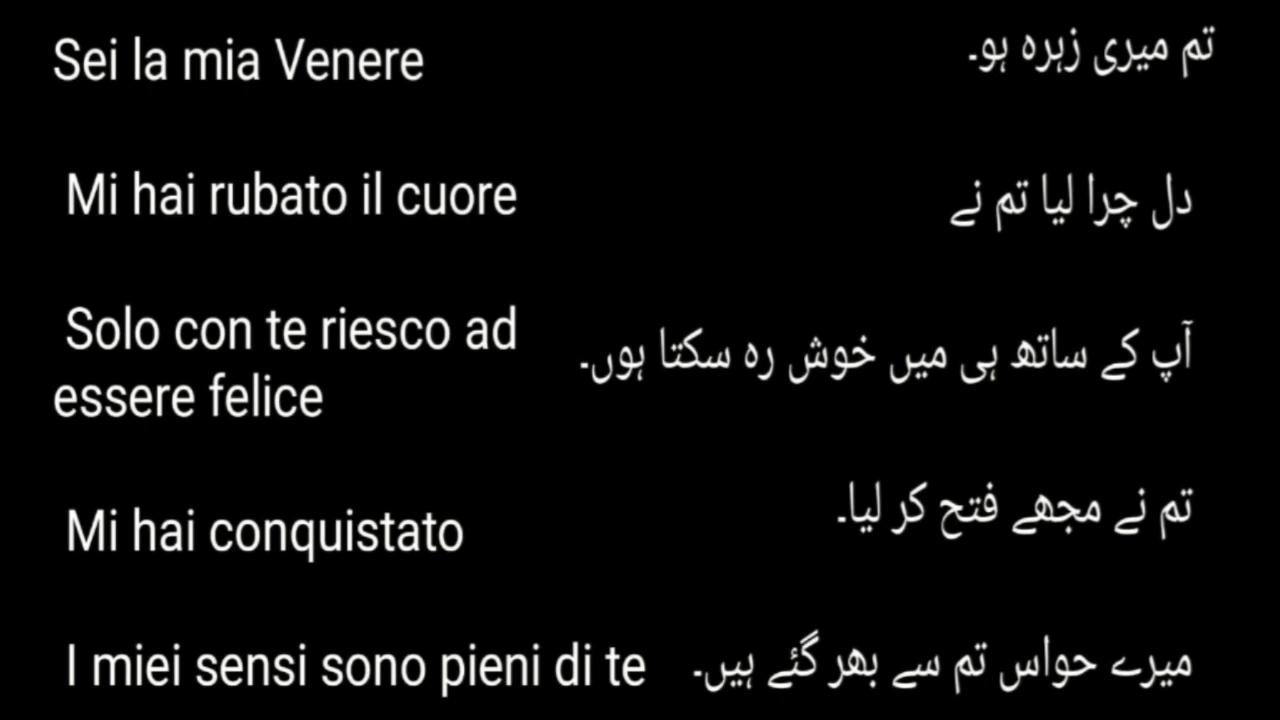 Sei la mia Venere
تم میری زہرہ ہو۔
Mi hai rubato il cuore
دل چرا لیا تم نے
Solo con te riesco ad
essere felice
آپ کے ساتھ ہی میں خوش رہ سکتا ہوں۔
Mi hai conquistato
تم نے مجھے فتح کر لیا۔
I miei sensi sono pieni di te
میرے حواس تم سے بھر گئے ہیں۔